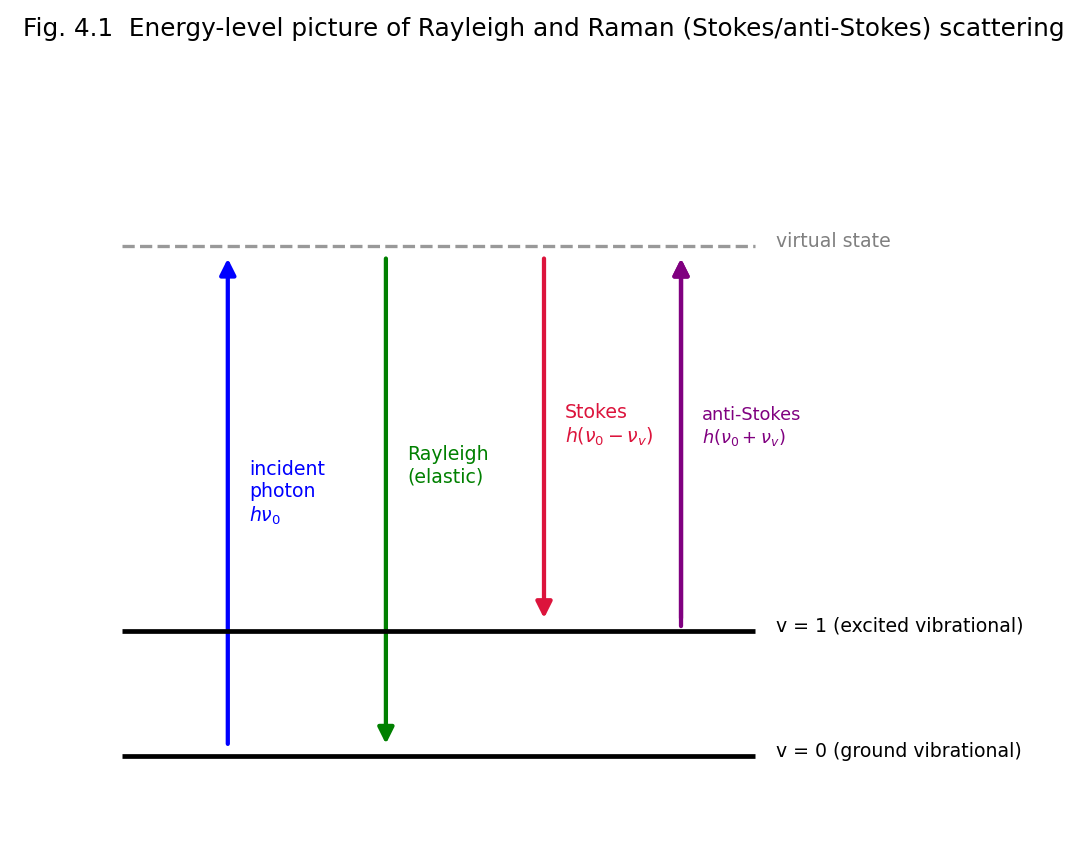 Fig. 4.1  Energy-level picture of Rayleigh and Raman (Stokes/anti-Stokes) scattering
virtual state
Stokes
h(ν₀ − νᵥ)
anti-Stokes
h(ν₀ + νᵥ)
Rayleigh
(elastic)
incident
photon
hν₀
v = 1 (excited vibrational)
v = 0 (ground vibrational)